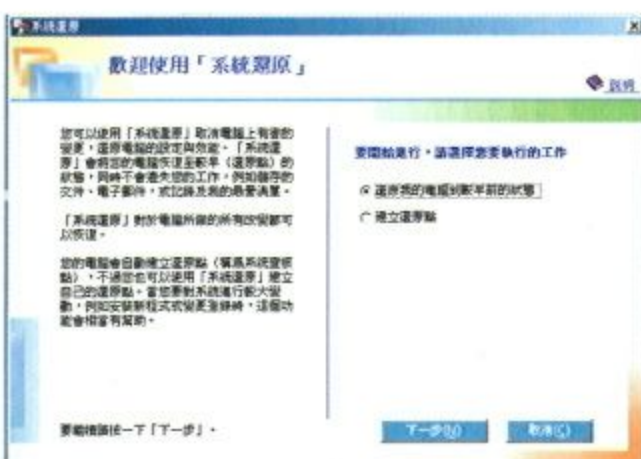 系統還原
歡迎使用「系統還原」
說明
您可以使用「系統還原」取消電腦上有害的
變更,還原電腦的設定與效能。「系統還
原」會將您的電腦恢復至較早(還原點)的
狀態,同時不會遺失您的工作,例如儲存的
文件、電子郵件,或記錄及我的最愛清單。
「系統還原」對於電腦所做的所有改變都可
以恢復。
您的電腦會自動建立還原點(稱為系統查核
點),不過您也可以使用「系統還原」建立
自己的還原點。當您要對系統進行較大變
動,例如安裝新程式或變更登錄時,這個功
能會相當有幫助。
要繼續請按一下「下一步」。
要開始進行,請選擇您要執行的工作
還原我的電腦到較早前的狀態
建立還原點
下一步(N)
取消(C)